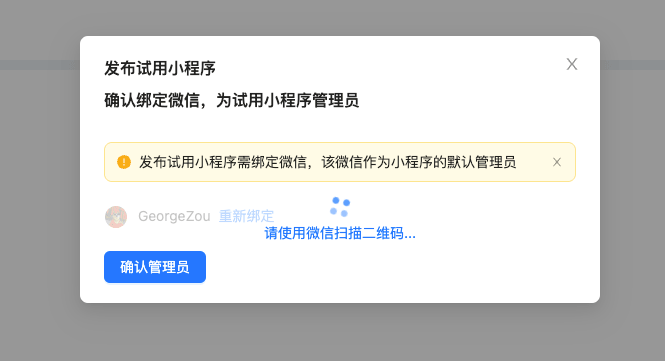 发布试用小程序
确认绑定微信，为试用小程序管理员
发布试用小程序需绑定微信，该微信作为小程序的默认管理员
GeorgeZou 重新绑定
请使用微信扫描二维码...
确认管理员